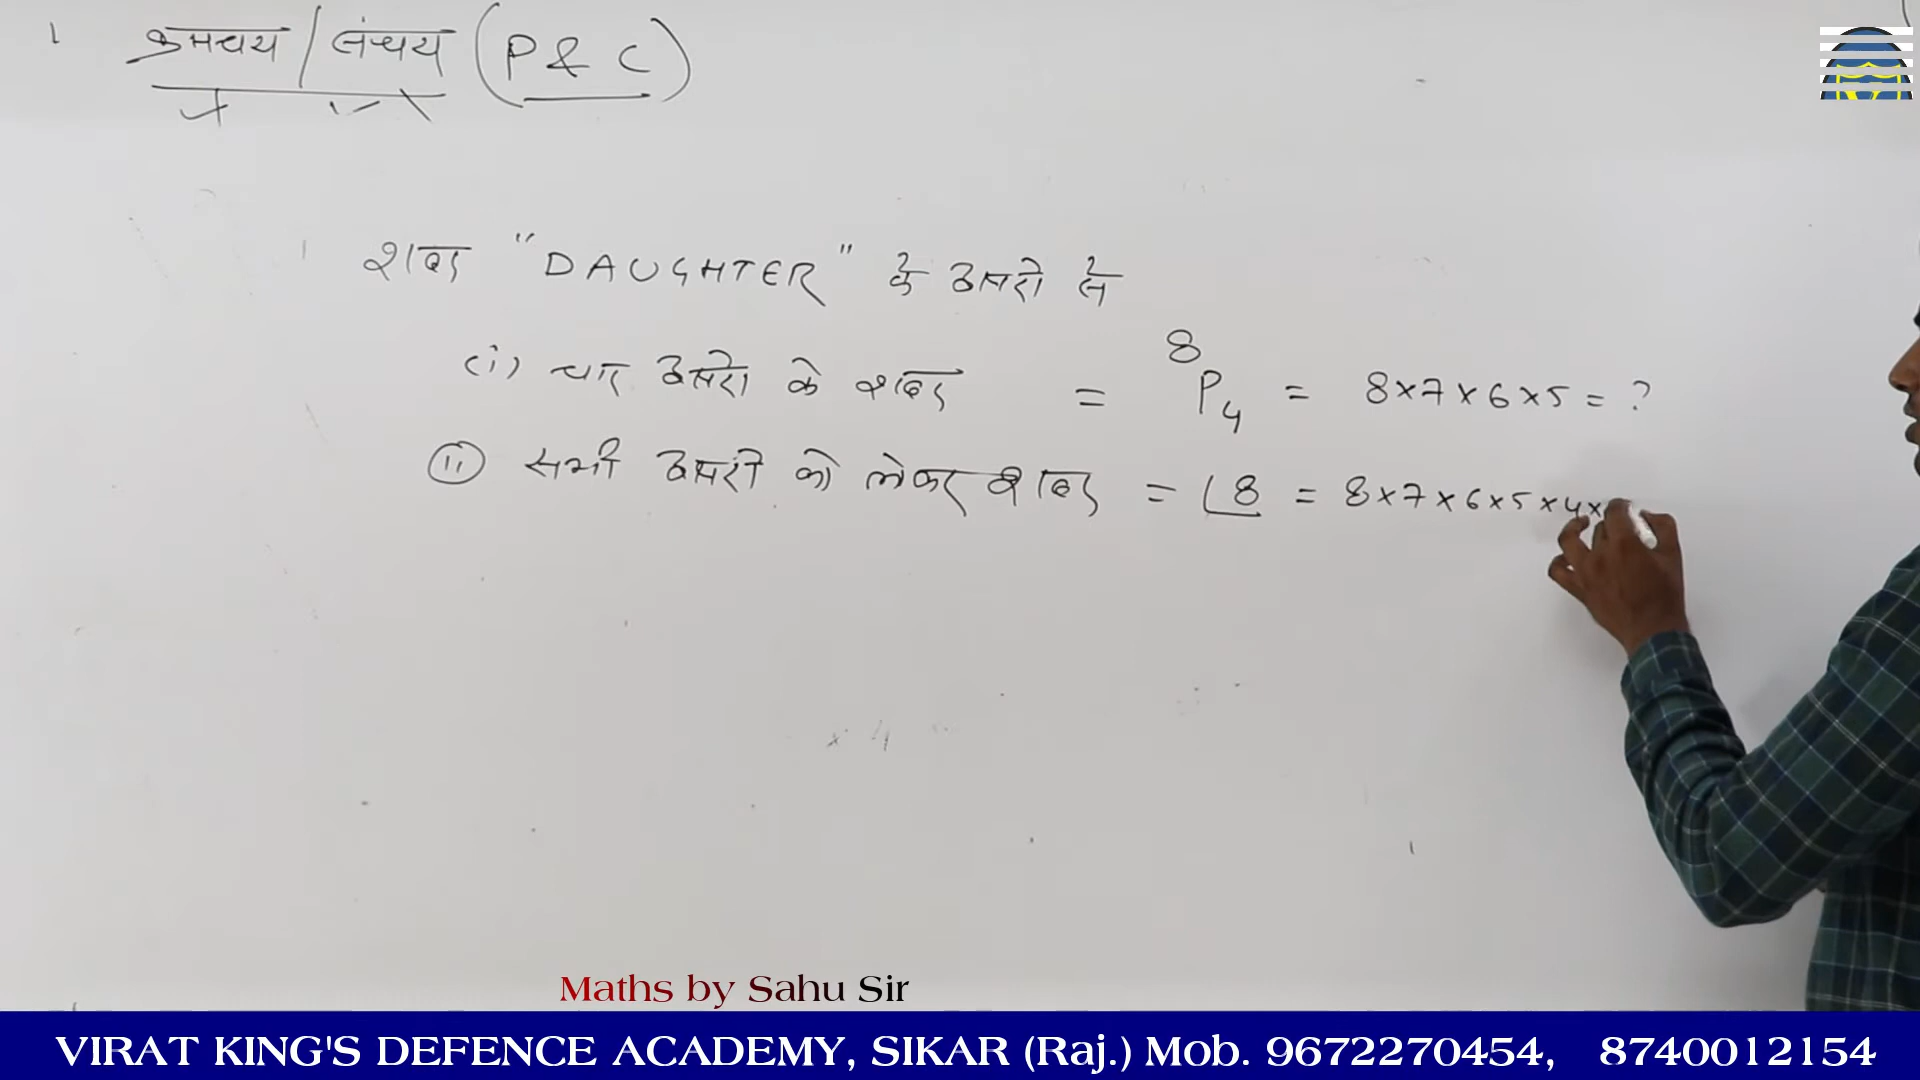 क्रमचय / संचय (P & C)
शब्द "DAUGHTER" के अक्षरो से
(i) चार अक्षरो के शब्द = ⁸P₄ = 8×7×6×5 = ?
(ii) सभी अक्षरों को लेकर शब्द = ⌊8 = 8×7×6×5×4×
× 4
Maths by Sahu Sir
VIRAT KING'S DEFENCE ACADEMY, SIKAR (Raj.) Mob. 9672270454, 8740012154